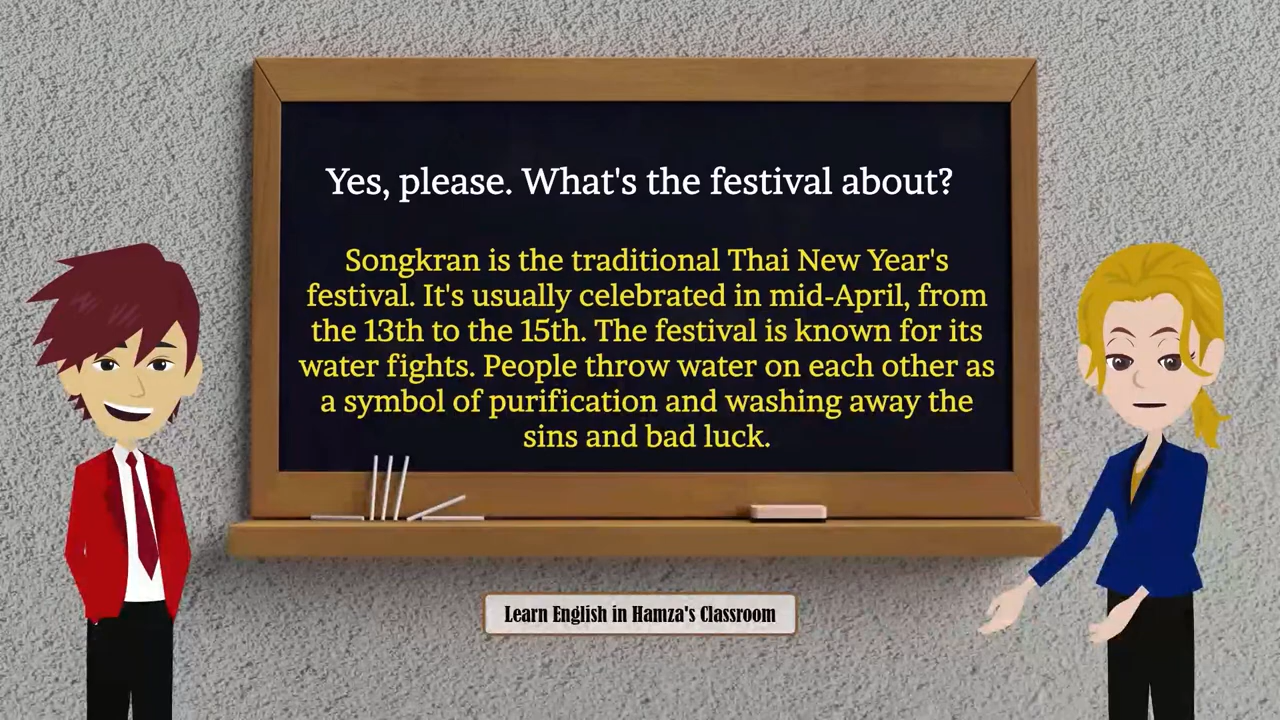 Yes, please. What's the festival about?
Songkran is the traditional Thai New Year's
festival. It's usually celebrated in mid-April, from
the 13th to the 15th. The festival is known for its
water fights. People throw water on each other as
a symbol of purification and washing away the
sins and bad luck.
Learn English in Hamza's Classroom